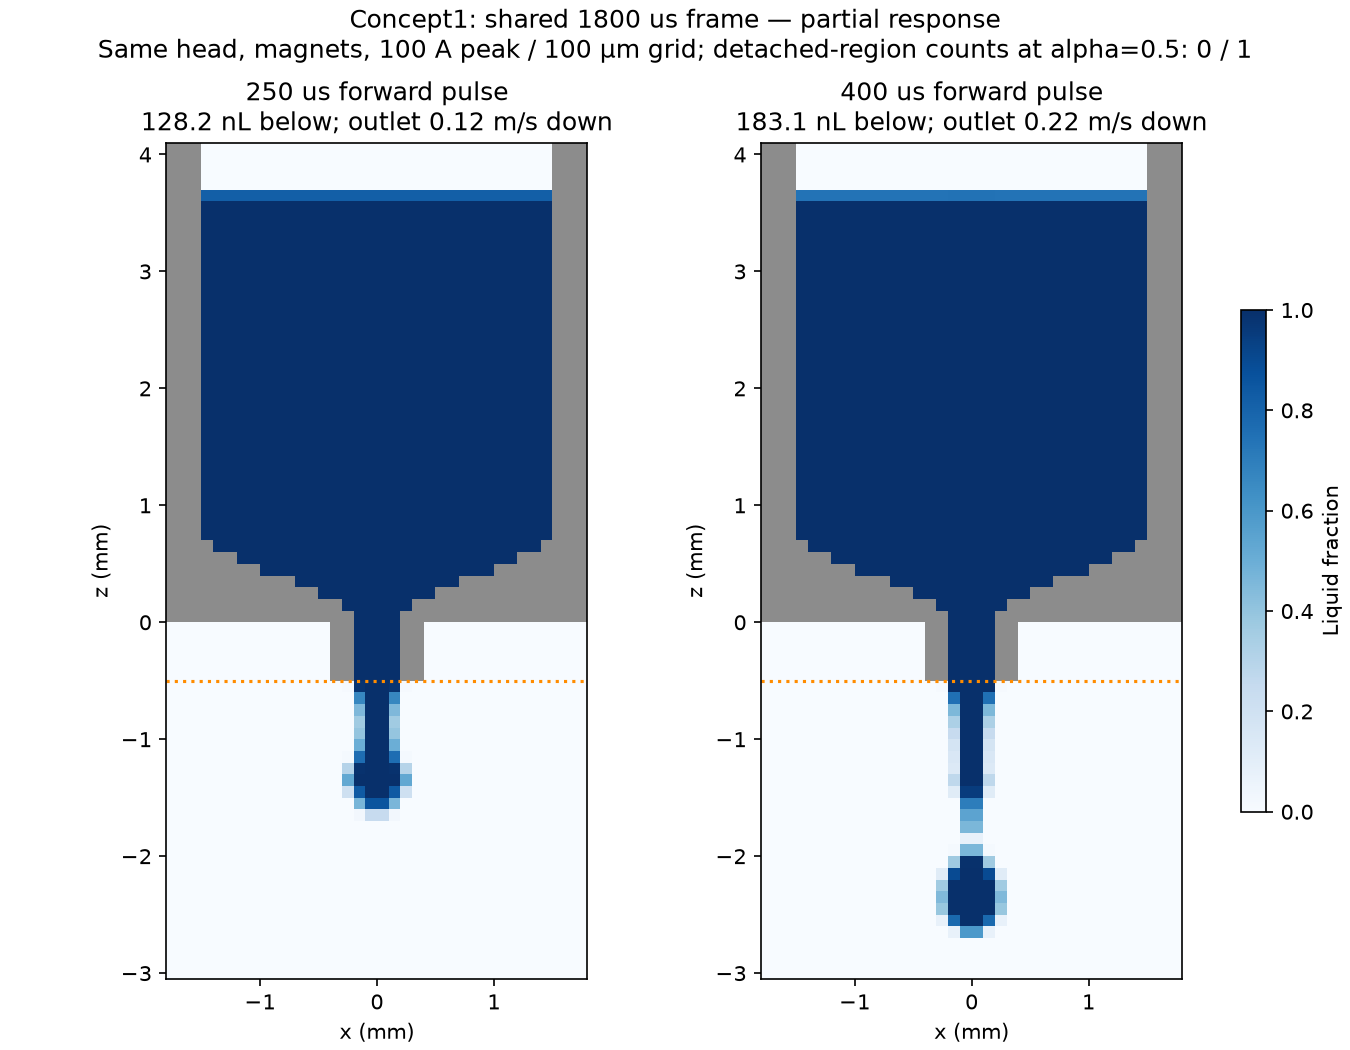 Concept1: shared 1800 us frame — partial response
Same head, magnets, 100 A peak / 100 µm grid; detached-region counts at alpha=0.5: 0 / 1
250 us forward pulse
128.2 nL below; outlet 0.12 m/s down
4
3
2
1
0
−1
−2
−3
−1
0
1
x (mm)
z (mm)
400 us forward pulse
183.1 nL below; outlet 0.22 m/s down
4
3
2
1
0
−1
−2
−3
−1
0
1
x (mm)
z (mm)
1.0
0.8
0.6
0.4
0.2
0.0
Liquid fraction